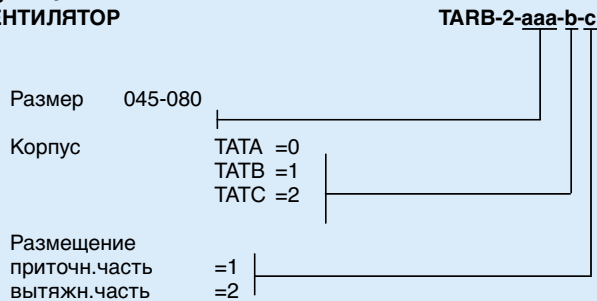 ЕНТИЛЯТОР TARB-2-aaa-b-c
Размер 045-080
Корпус TATA =0
TATB =1
TATC =2
Размещение
приточн.часть =1
вытяжн.часть =2